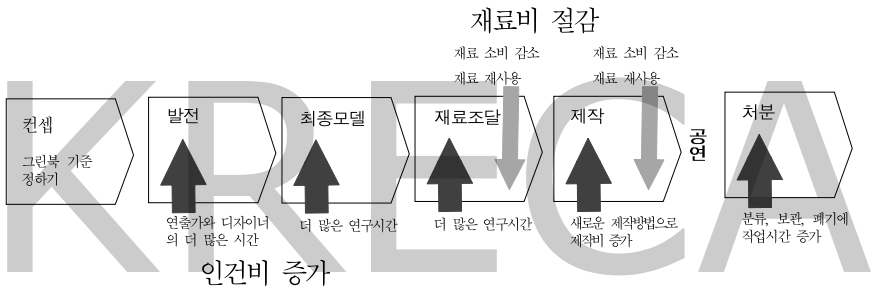 재료비 절감
재료 소비 감소
재료 재사용
재료 소비 감소
재료 재사용
컨셉
그린북 기준
정하기
발전
연출가와 디자이너
의 더 많은 시간
최종모델
더 많은 연구시간
재료조달
더 많은 연구시간
제작
새로운 제작방법으로
제작비 증가
공연
처분
분류, 보관, 폐기에
작업시간 증가
인건비 증가
KRECA